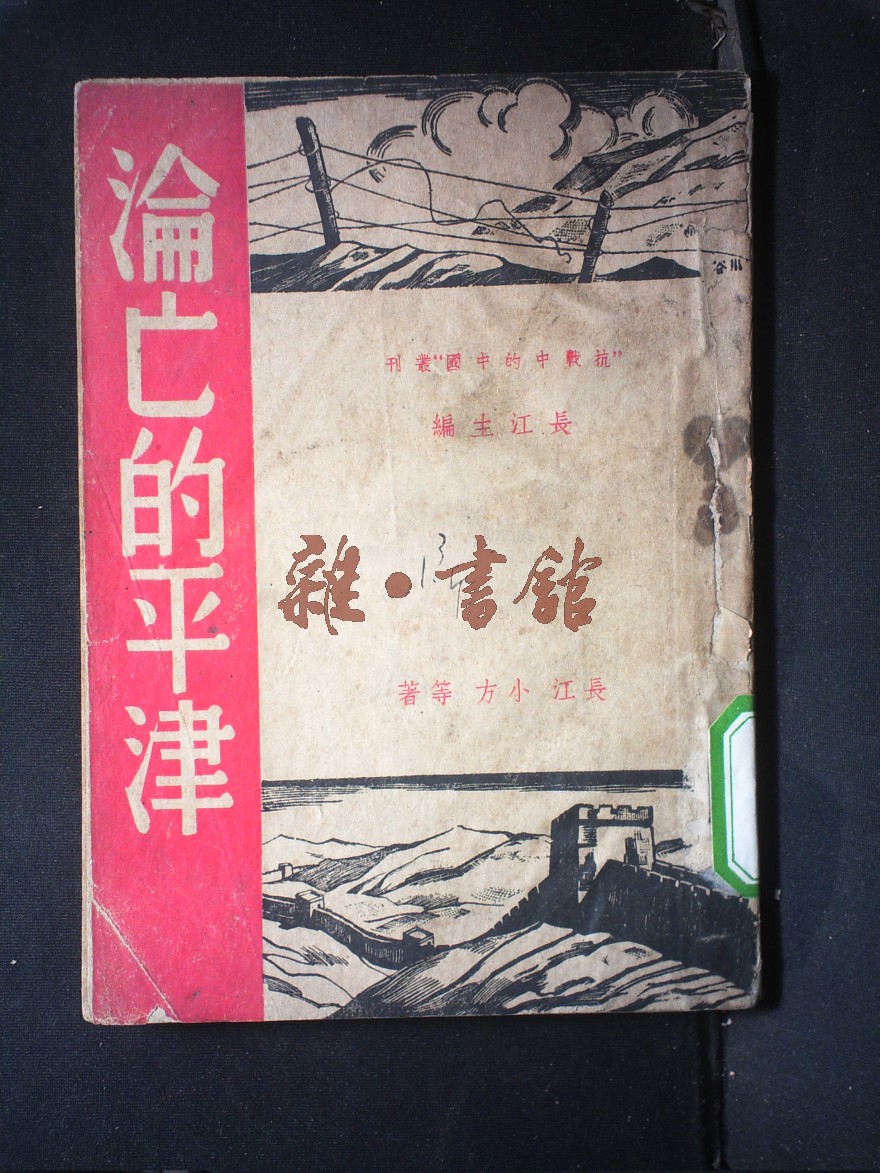 淪亡的平津
"抗戰中的中國"叢刊
長江主編
雜·書館
長江 小方 等著